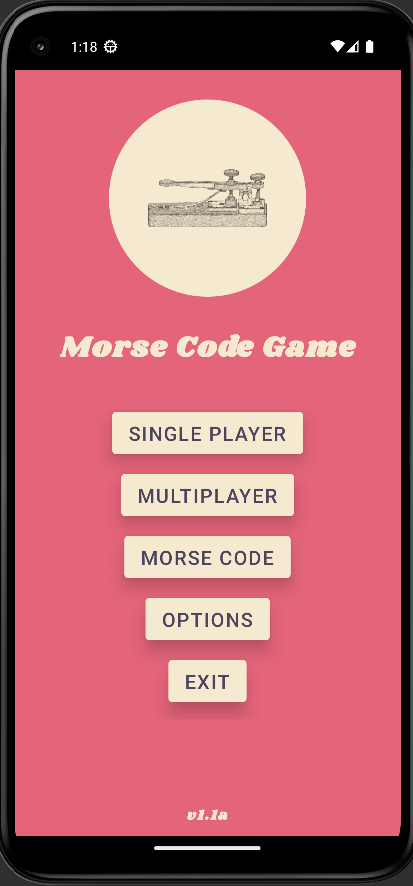 1:18
Morse Code Game
SINGLE PLAYER
MULTIPLAYER
MORSE CODE
OPTIONS
EXIT
v1.1a